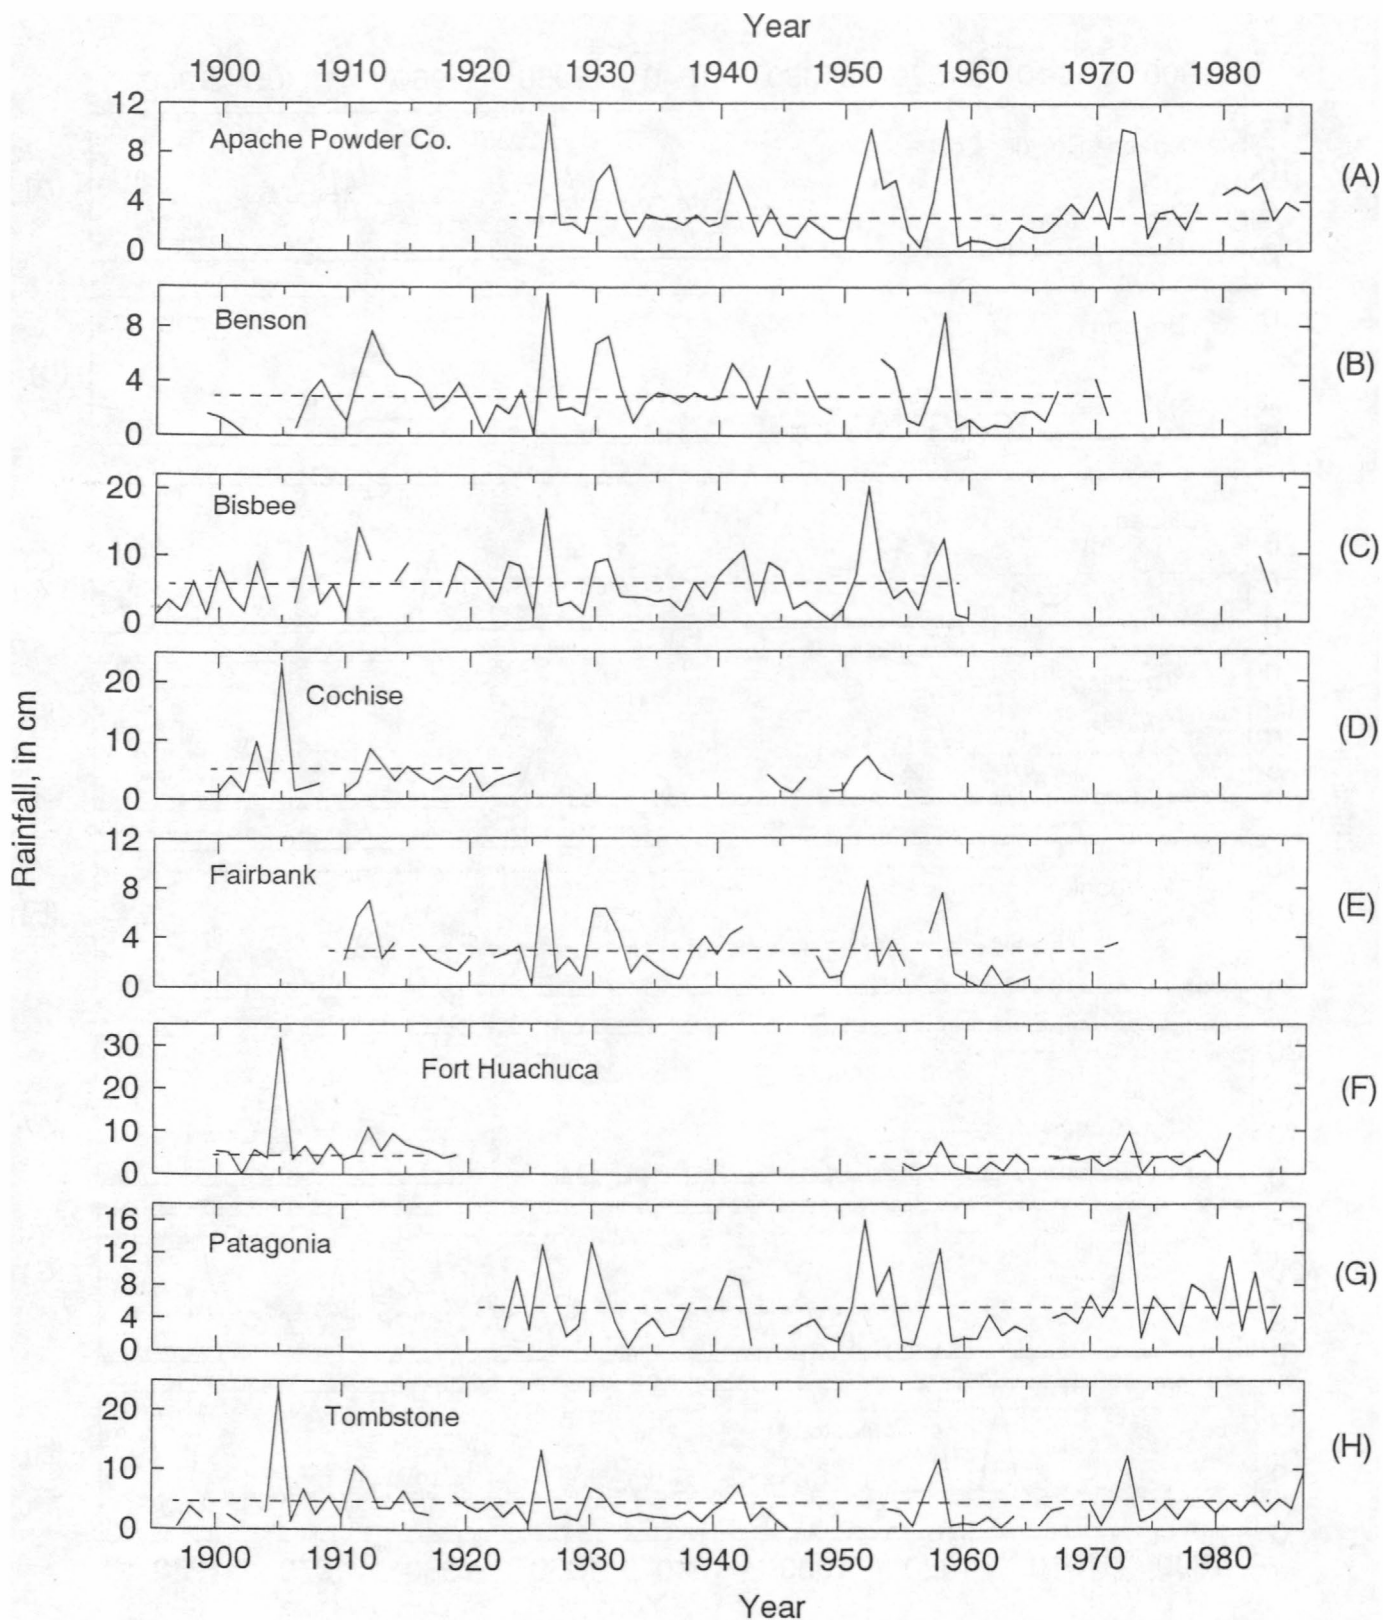 Year
1900 1910 1920 1930 1940 1950 1960 1970 1980
12
Apache Powder Co.
8
(A)
4
0
Benson
8
(B)
4
0
20
Bisbee
(C)
10
0
Rainfall, in cm
20
Cochise
(D)
10
0
12
Fairbank
8
(E)
4
0
30
Fort Huachuca
20
(F)
10
0
16
Patagonia
12
(G)
8
4
0
20
Tombstone
(H)
10
0
1900 1910 1920 1930 1940 1950 1960 1970 1980
Year